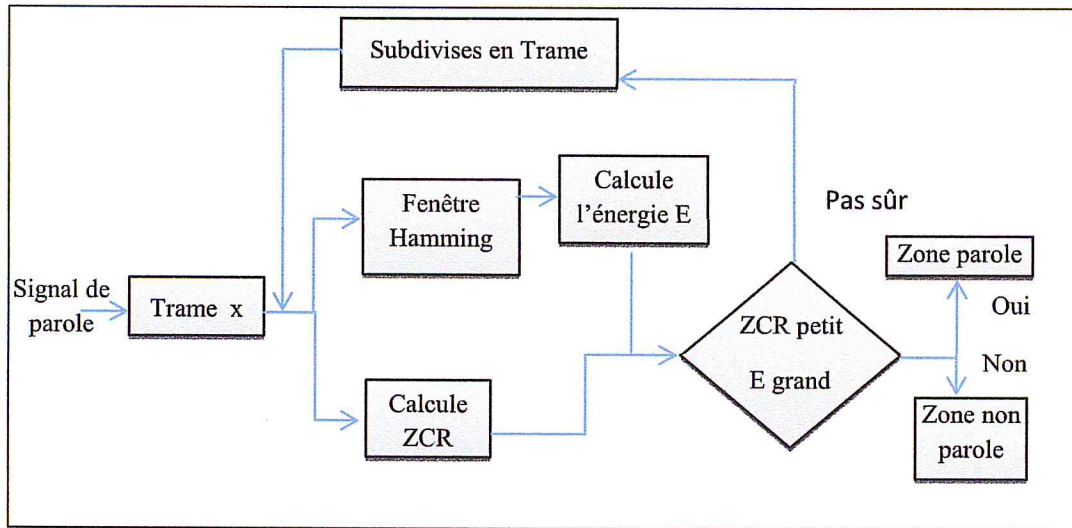 Subdivises en Trame
Fenêtre
Hamming
Calcule
l'énergie E
Pas sûr
Zone parole
Signal de
parole
Trame x
ZCR petit
E grand
Oui
Non
Calcule
ZCR
Zone non
parole